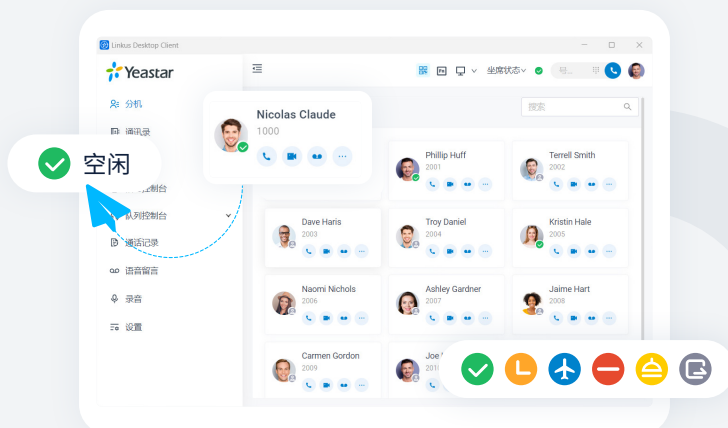 Linkus Desktop Client
Yeastar
坐席状态
搜索
分机
通讯录
空闲
控制台
队列控制台
通话记录
语音留言
录音
设置
Nicolas Claude
1000
Phillip Huff
2001
Terrell Smith
2002
Dave Haris
2003
Troy Daniel
2004
Kristin Hale
2005
Naomi Nichols
2006
Ashley Gardner
2007
Jaime Hart
2008
Carmen Gordon
2009
Joe